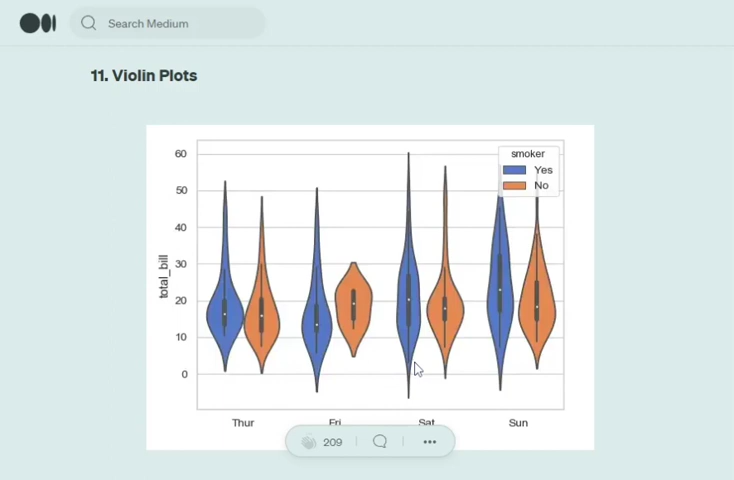 Search Medium
11. Violin Plots
smoker
Yes
No
60
50
40
30
20
10
0
total_bill
Thur
Fri
Sat
Sun
209